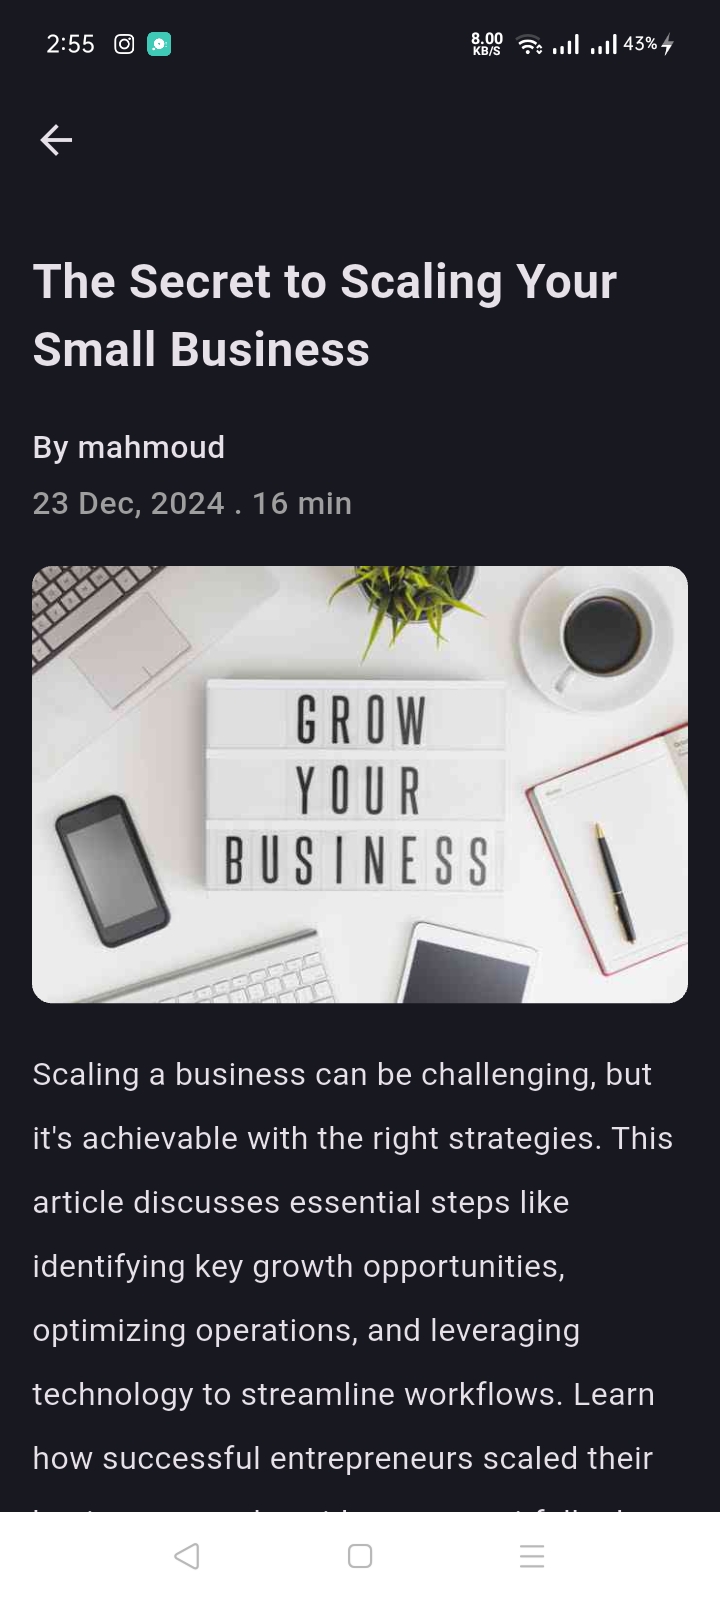 2:55
8.00
KB/S
43%
The Secret to Scaling Your
Small Business
By mahmoud
23 Dec, 2024 . 16 min
GROW
YOUR
BUSINESS
Scaling a business can be challenging, but
it's achievable with the right strategies. This
article discusses essential steps like
identifying key growth opportunities,
optimizing operations, and leveraging
technology to streamline workflows. Learn
how successful entrepreneurs scaled their